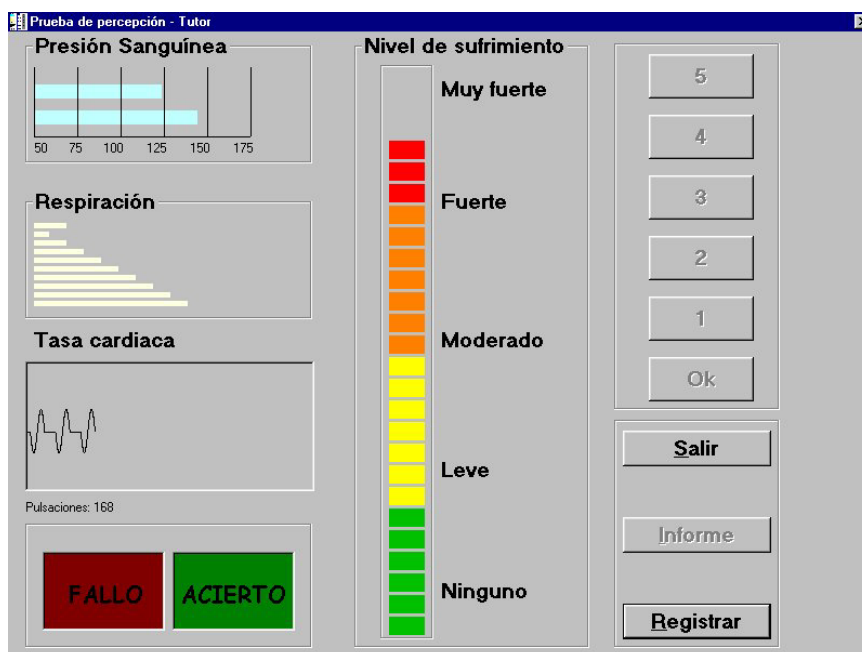 Prueba de percepción - Tutor
Presión Sanguínea
50 75 100 125 150 175
Respiración
Tasa cardiaca
Pulsaciones: 168
FALLO ACIERTO
Nivel de sufrimiento
Muy fuerte
Fuerte
Moderado
Leve
Ninguno
5
4
3
2
1
Ok
Salir
Informe
Registrar